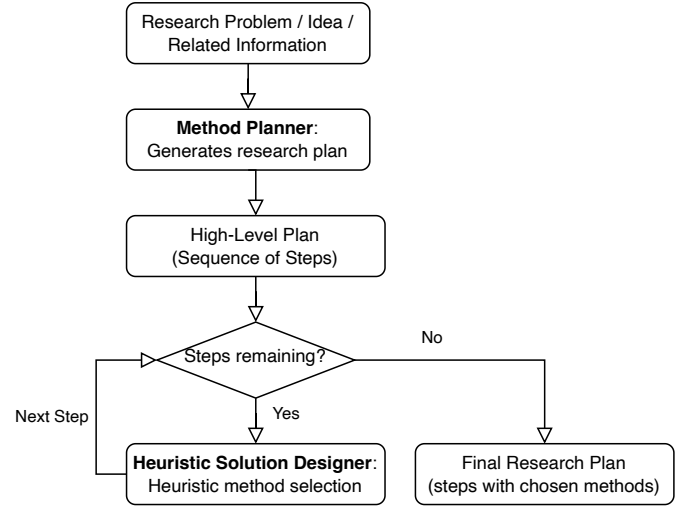 Research Problem / Idea /
Related Information
Method Planner:
Generates research plan
High-Level Plan
(Sequence of Steps)
Steps remaining?
No
Next Step
Yes
Heuristic Solution Designer:
Heuristic method selection
Final Research Plan
(steps with chosen methods)